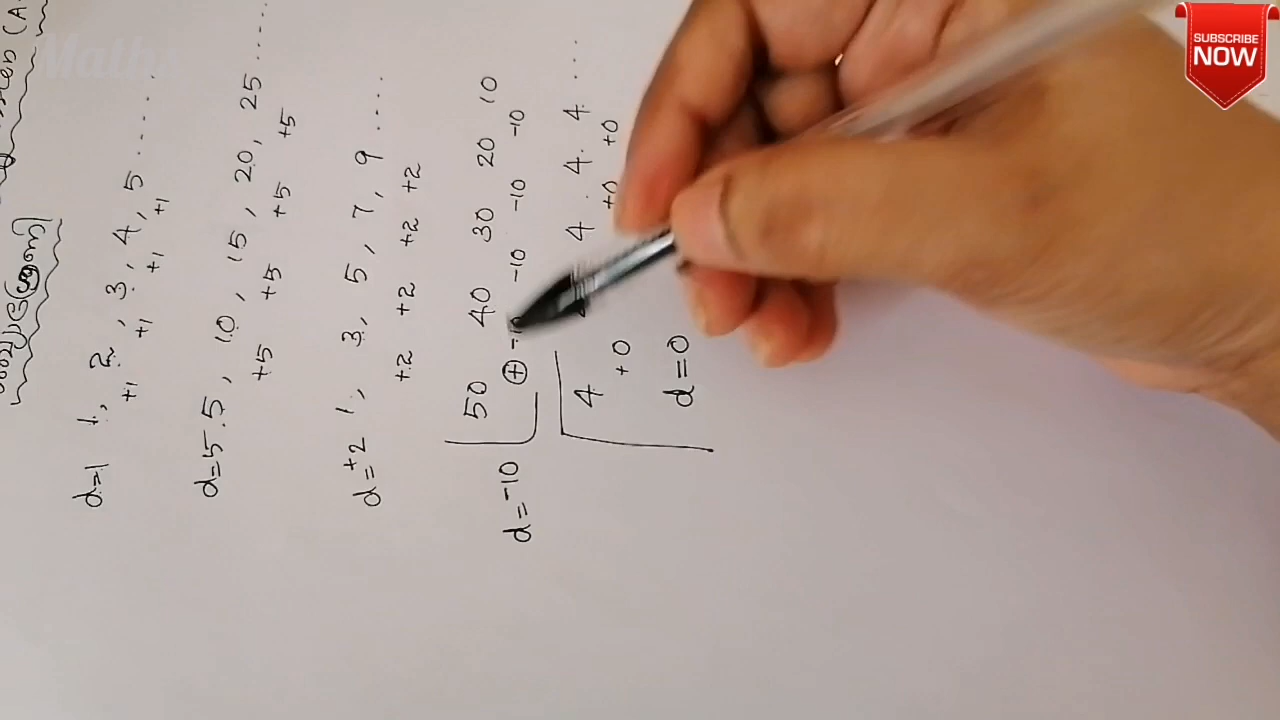 SUBSCRIBE
NOW
Maths
d=1 1, 2, 3, 4, 5 .....
+1 +1 +1 +1
d=5 5, 10, 15, 20, 25 .....
+5 +5 +5 +5
d=+2 1, 3, 5, 7, 9 ....
+2 +2 +2 +2
50 40 30 20 10
d=-10 + -10 -10 -10 -10
4 4 . 4 . 4 ...
+0 +0 +0
d=0